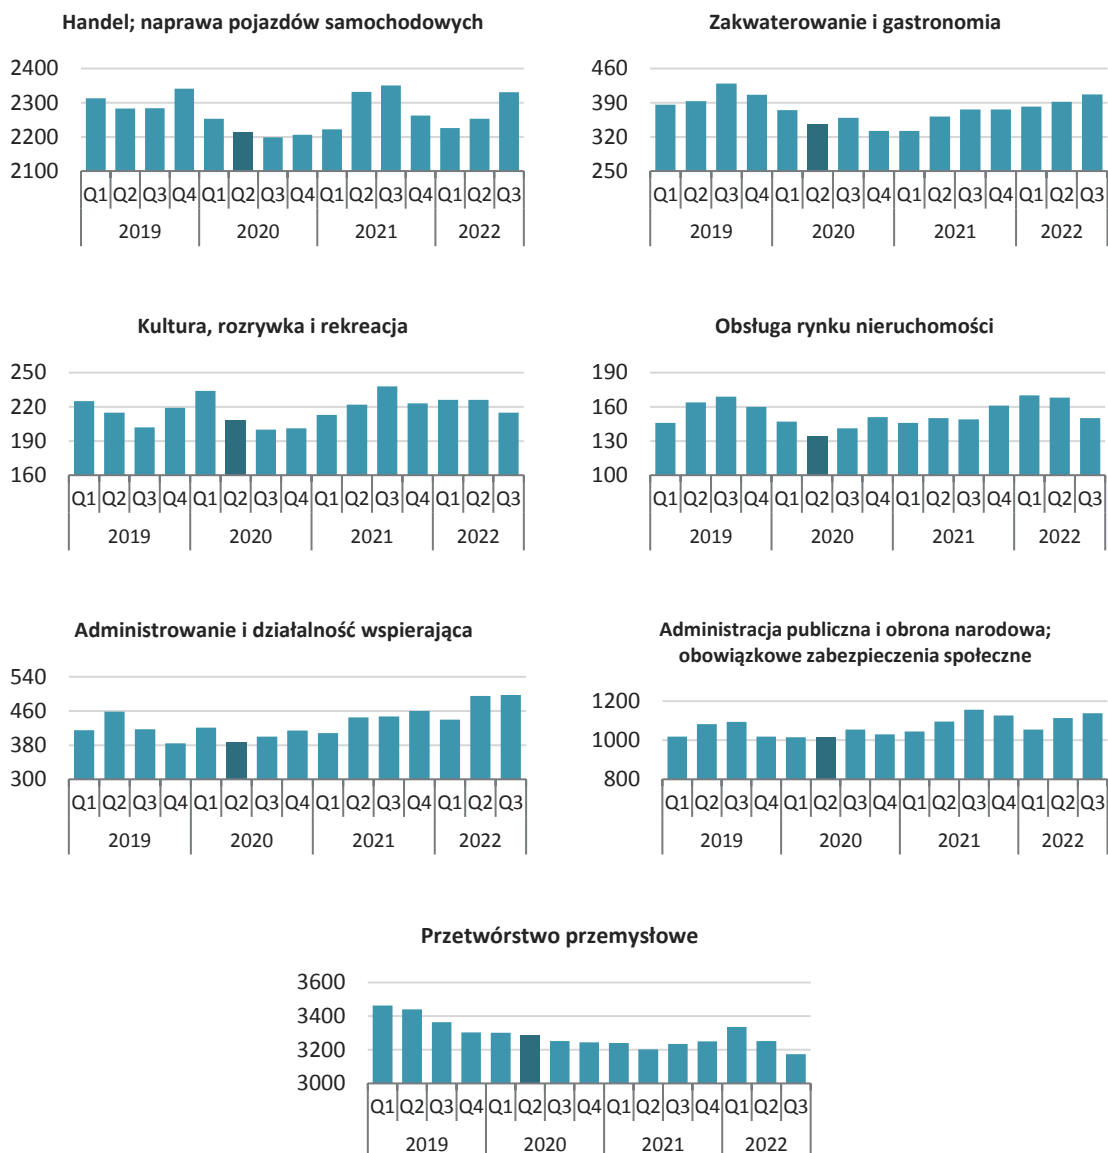 Handel; naprawa pojazdów samochodowych
2400
2300
2200
2100
Q1 Q2 Q3 Q4 Q1 Q2 Q3 Q4 Q1 Q2 Q3 Q4 Q1 Q2 Q3
2019 2020 2021 2022
Zakwaterowanie i gastronomia
460
390
320
250
Q1 Q2 Q3 Q4 Q1 Q2 Q3 Q4 Q1 Q2 Q3 Q4 Q1 Q2 Q3
2019 2020 2021 2022
Kultura, rozrywka i rekreacja
250
220
190
160
Q1 Q2 Q3 Q4 Q1 Q2 Q3 Q4 Q1 Q2 Q3 Q4 Q1 Q2 Q3
2019 2020 2021 2022
Obsługa rynku nieruchomości
190
160
130
100
Q1 Q2 Q3 Q4 Q1 Q2 Q3 Q4 Q1 Q2 Q3 Q4 Q1 Q2 Q3
2019 2020 2021 2022
Administrowanie i działalność wspierająca
540
460
380
300
Q1 Q2 Q3 Q4 Q1 Q2 Q3 Q4 Q1 Q2 Q3 Q4 Q1 Q2 Q3
2019 2020 2021 2022
Administracja publiczna i obrona narodowa;
obowiązkowe zabezpieczenia społeczne
1200
1000
800
Q1 Q2 Q3 Q4 Q1 Q2 Q3 Q4 Q1 Q2 Q3 Q4 Q1 Q2 Q3
2019 2020 2021 2022
Przetwórstwo przemysłowe
3600
3400
3200
3000
Q1 Q2 Q3 Q4 Q1 Q2 Q3 Q4 Q1 Q2 Q3 Q4 Q1 Q2 Q3
2019 2020 2021 2022